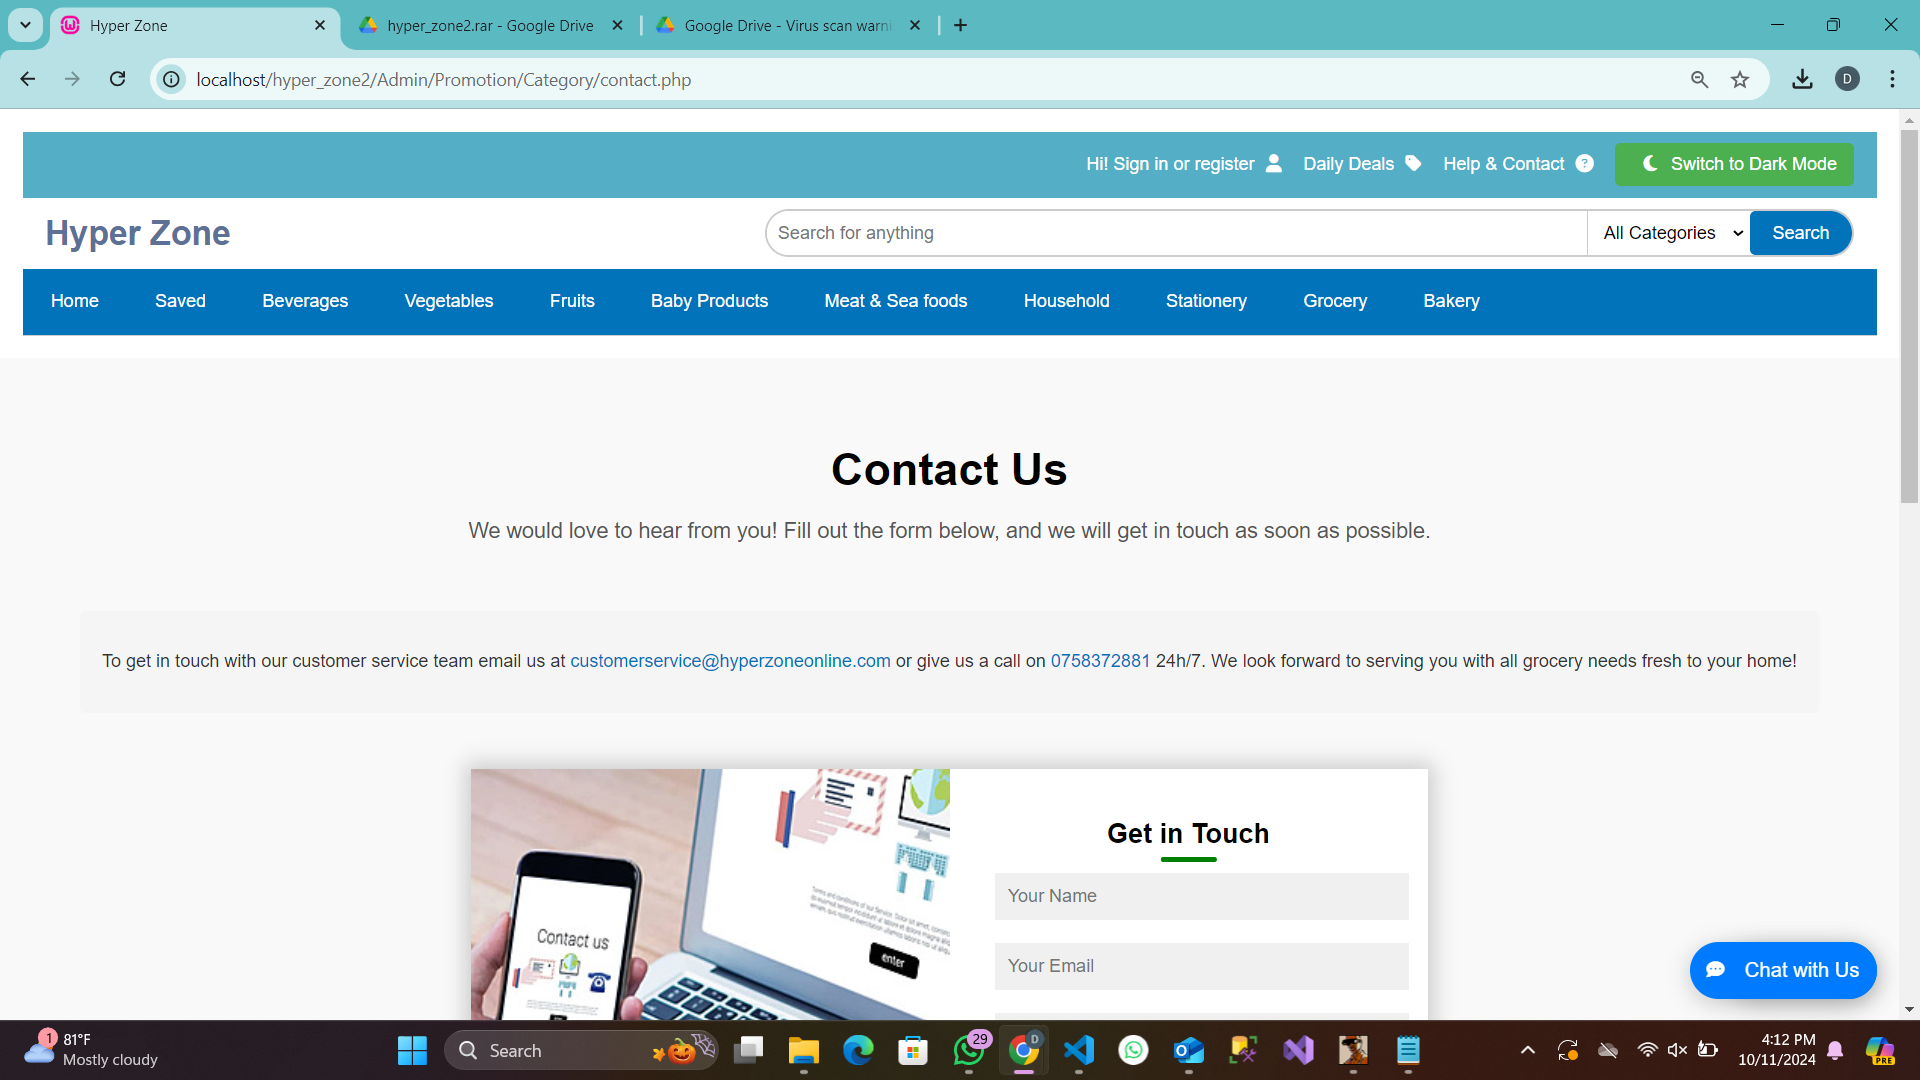 Hyper Zone
hyper_zone2.rar - Google Drive
Google Drive - Virus scan warni
localhost/hyper_zone2/Admin/Promotion/Category/contact.php
D
Hi! Sign in or register
Daily Deals
Help & Contact
?
Switch to Dark Mode
Hyper Zone
Search for anything
All Categories
Search
Home
Saved
Beverages
Vegetables
Fruits
Baby Products
Meat & Sea foods
Household
Stationery
Grocery
Bakery
Contact Us
We would love to hear from you! Fill out the form below, and we will get in touch as soon as possible.
To get in touch with our customer service team email us at customerservice@hyperzoneonline.com or give us a call on 0758372881 24h/7. We look forward to serving you with all grocery needs fresh to your home!
Contact us
enter
Get in Touch
Your Name
Your Email
Chat with Us
1
81°F
Mostly cloudy
Search
29
D
PRE
4:12 PM
10/11/2024